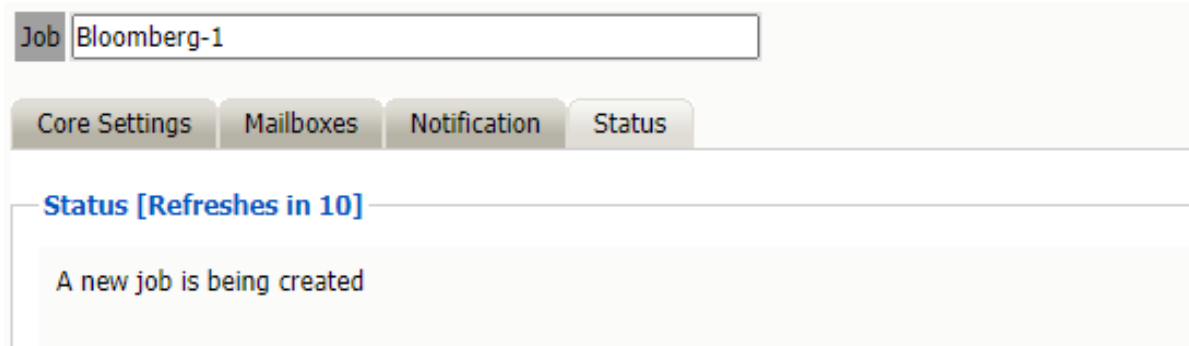 Job Bloomberg-1
Core Settings Mailboxes Notification Status
Status [Refreshes in 10]
A new job is being created